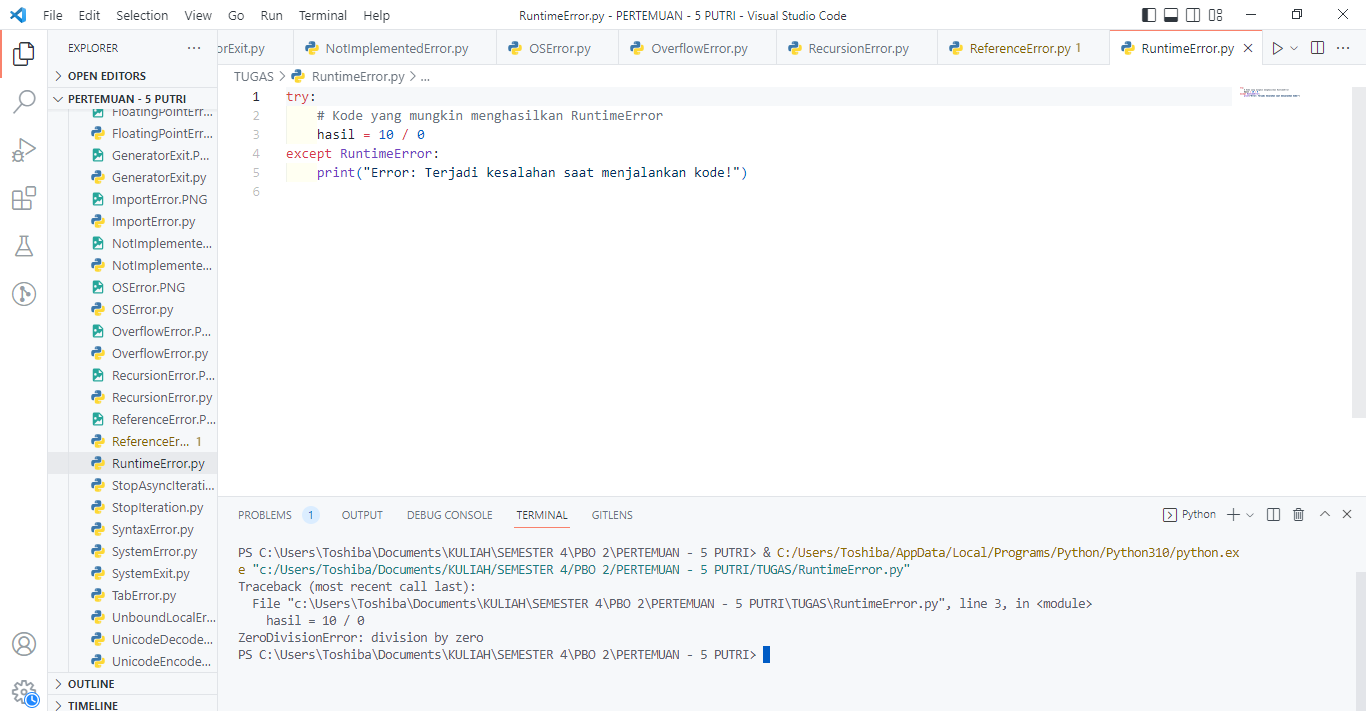 File Edit Selection View Go Run Terminal Help RuntimeError.py - PERTEMUAN - 5 PUTRI - Visual Studio Code
EXPLORER ...
OPEN EDITORS
PERTEMUAN - 5 PUTRI
FloatingPointErr...
FloatingPointErr...
GeneratorExit.P...
GeneratorExit.py
ImportError.PNG
ImportError.py
NotImplemente...
NotImplemente...
OSError.PNG
OSError.py
OverflowError.P...
OverflowError.py
RecursionError.P...
RecursionError.py
ReferenceError.P...
ReferenceEr... 1
RuntimeError.py
StopAsyncIterati...
StopIteration.py
SyntaxError.py
SystemError.py
SystemExit.py
TabError.py
UnboundLocalEr...
UnicodeDecode...
UnicodeEncode...
OUTLINE
TIMELINE
orExit.py NotImplementedError.py OSError.py OverflowError.py RecursionError.py ReferenceError.py 1 RuntimeError.py
TUGAS > RuntimeError.py > ...
1 try:
2 # Kode yang mungkin menghasilkan RuntimeError
3 hasil = 10 / 0
4 except RuntimeError:
5 print("Error: Terjadi kesalahan saat menjalankan kode!")
6
PROBLEMS 1 OUTPUT DEBUG CONSOLE TERMINAL GITLENS Python
PS C:\Users\Toshiba\Documents\KULIAH\SEMESTER 4\PBO 2\PERTEMUAN - 5 PUTRI> & C:/Users/Toshiba/AppData/Local/Programs/Python/Python310/python.ex
e "c:/Users/Toshiba/Documents/KULIAH/SEMESTER 4/PBO 2/PERTEMUAN - 5 PUTRI/TUGAS/RuntimeError.py"
Traceback (most recent call last):
File "c:\Users\Toshiba\Documents\KULIAH\SEMESTER 4\PBO 2\PERTEMUAN - 5 PUTRI\TUGAS\RuntimeError.py", line 3, in <module>
hasil = 10 / 0
ZeroDivisionError: division by zero
PS C:\Users\Toshiba\Documents\KULIAH\SEMESTER 4\PBO 2\PERTEMUAN - 5 PUTRI>